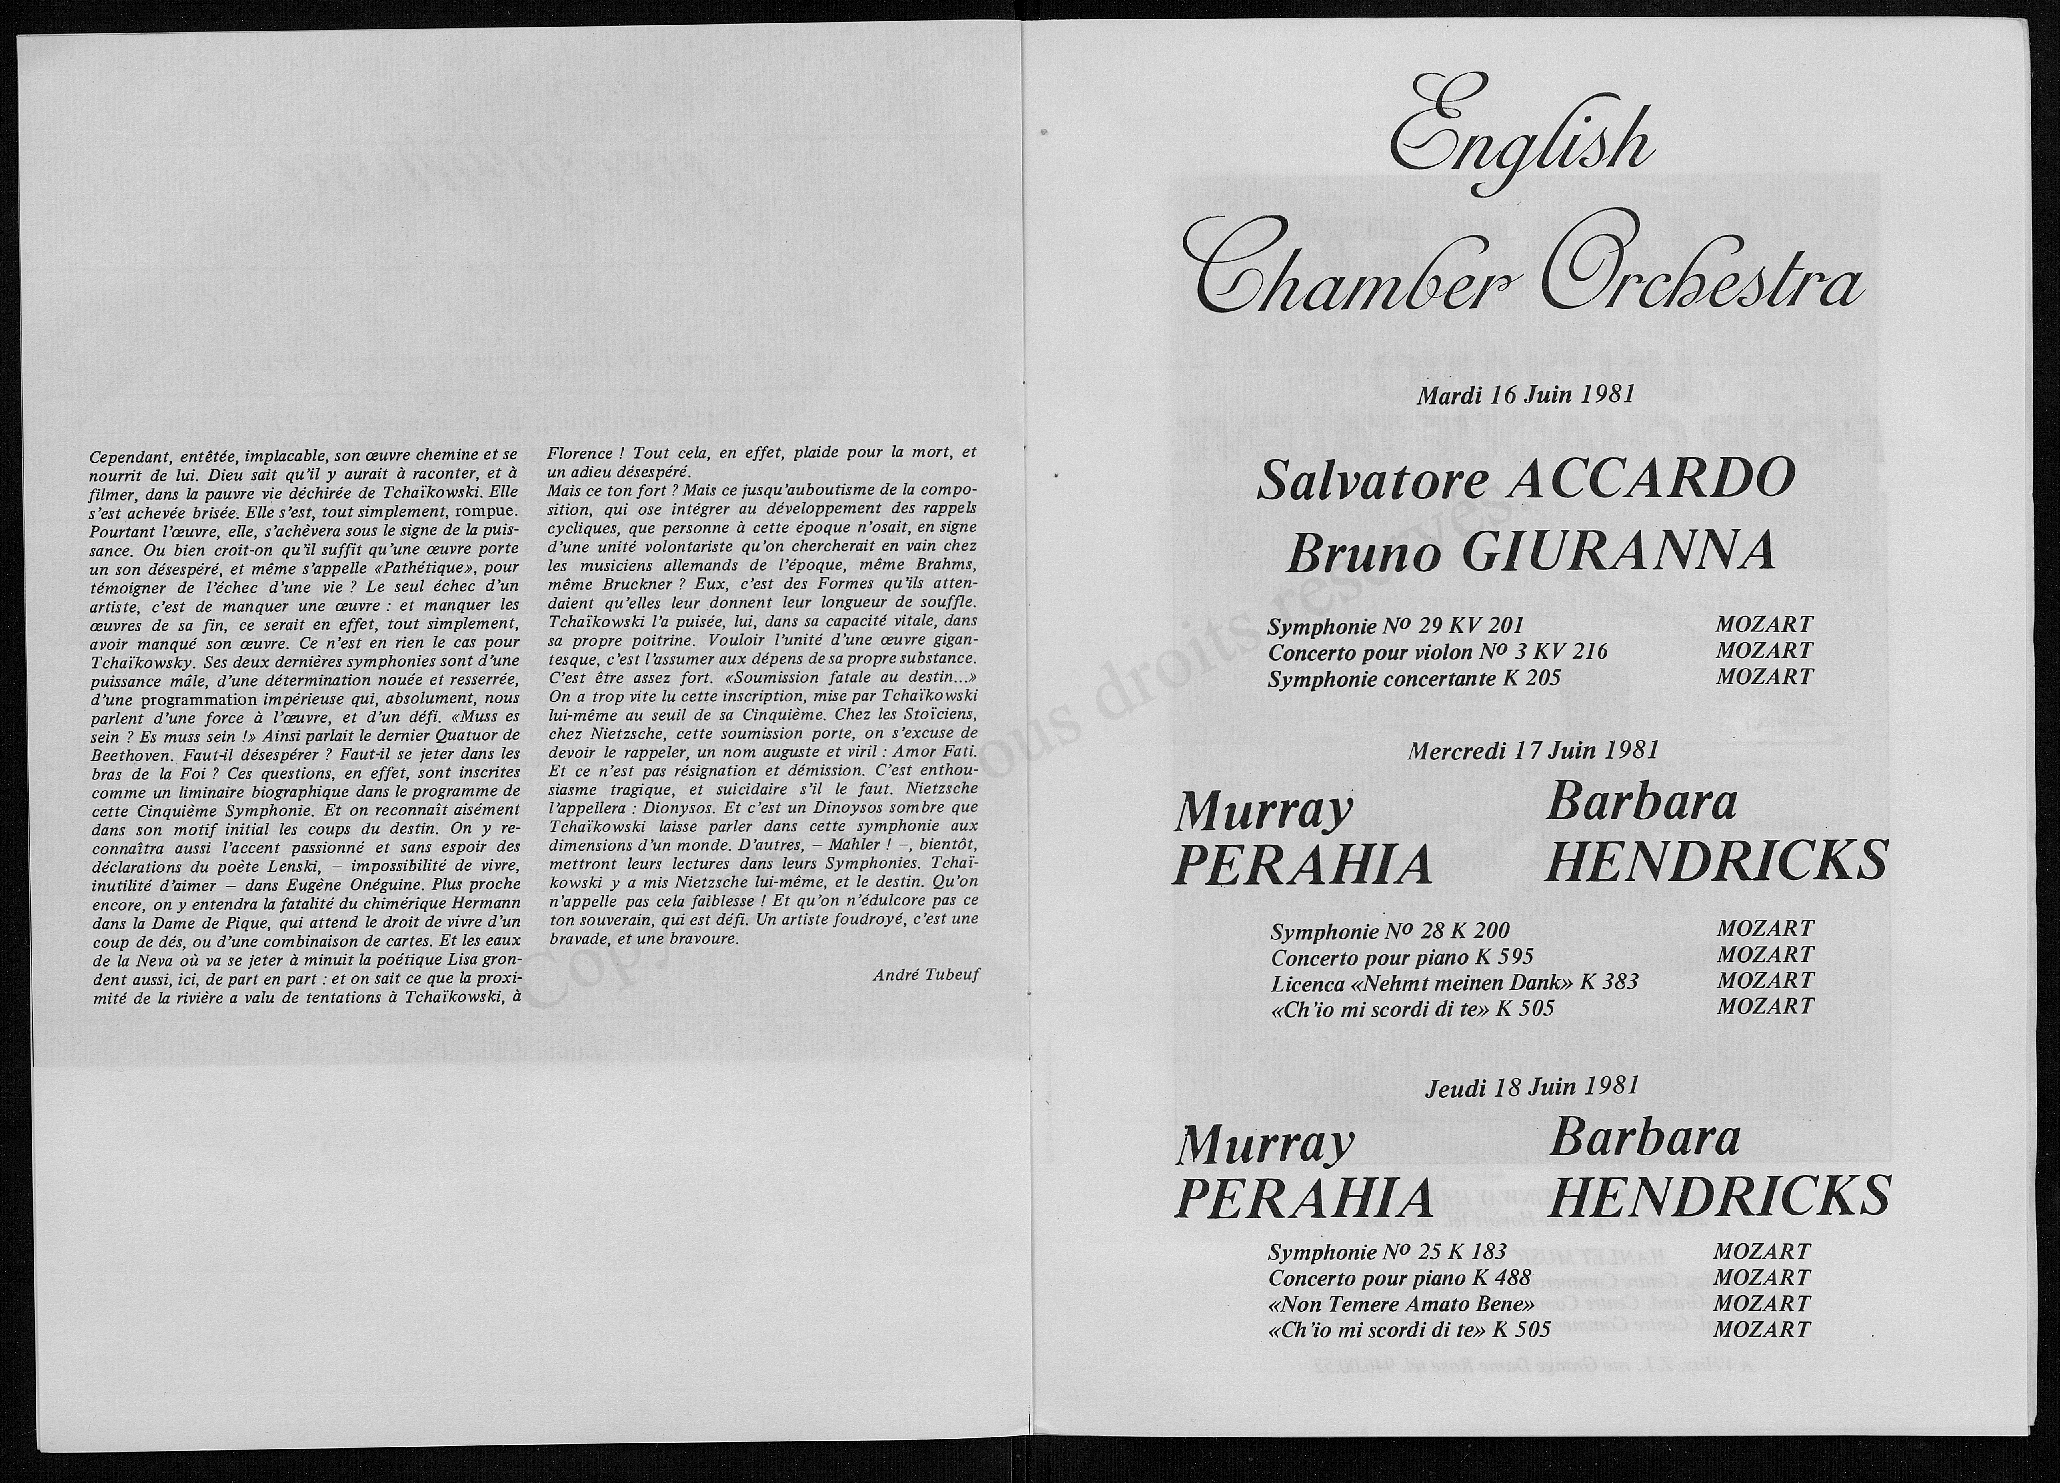 Cependant, entêtée, implacable, son œuvre chemine et se
nourrit de lui. Dieu sait qu'il y aurait à raconter, et à
filmer, dans la pauvre vie déchirée de Tchaïkowski. Elle
s'est achevée brisée. Elle s'est, tout simplement, rompue.
Pourtant l'œuvre, elle, s'achèvera sous le signe de la puis-
sance. Ou bien croit-on qu'il suffit qu'une œuvre porte
un son désespéré, et même s'appelle «Pathétique», pour
témoigner de l'échec d'une vie ? Le seul échec d'un
artiste, c'est de manquer une œuvre : et manquer les
œuvres de sa fin, ce serait en effet, tout simplement,
avoir manqué son œuvre. Ce n'est en rien le cas pour
Tchaïkowsky. Ses deux dernières symphonies sont d'une
puissance mâle, d'une détermination nouée et resserrée,
d'une programmation impérieuse qui, absolument, nous
parlent d'une force à l'œuvre, et d'un défi. «Muss es
sein ? Es muss sein !» Ainsi parlait le dernier Quatuor de
Beethoven. Faut-il désespérer ? Faut-il se jeter dans les
bras de la Foi ? Ces questions, en effet, sont inscrites
comme un liminaire biographique dans le programme de
cette Cinquième Symphonie. Et on reconnaît aisément
dans son motif initial les coups du destin. On y re-
connaîtra aussi l'accent passionné et sans espoir des
déclarations du poète Lenski, – impossibilité de vivre,
inutilité d'aimer – dans Eugène Onéguine. Plus proche
encore, on y entendra la fatalité du chimérique Hermann
dans la Dame de Pique, qui attend le droit de vivre d'un
coup de dés, ou d'une combinaison de cartes. Et les eaux
de la Neva où va se jeter à minuit la poétique Lisa gron-
dent aussi, ici, de part en part : et on sait ce que la proxi-
mité de la rivière a valu de tentations à Tchaïkowski, à
Florence ! Tout cela, en effet, plaide pour la mort, et
un adieu désespéré.
Mais ce ton fort ? Mais ce jusqu'auboutisme de la compo-
sition, qui ose intégrer au développement des rappels
cycliques, que personne à cette époque n'osait, en signe
d'une unité volontariste qu'on chercherait en vain chez
les musiciens allemands de l'époque, même Brahms,
même Bruckner ? Eux, c'est des Formes qu'ils atten-
daient qu'elles leur donnent leur longueur de souffle.
Tchaïkowski l'a puisée, lui, dans sa capacité vitale, dans
sa propre poitrine. Vouloir l'unité d'une œuvre gigan-
tesque, c'est l'assumer aux dépens de sa propre substance.
C'est être assez fort. «Soumission fatale au destin...»
On a trop vite lu cette inscription, mise par Tchaïkowski
lui-même au seuil de sa Cinquième. Chez les Stoïciens,
chez Nietzsche, cette soumission porte, on s'excuse de
devoir le rappeler, un nom auguste et viril : Amor Fati.
Et ce n'est pas résignation et démission. C'est enthou-
siasme tragique, et suicidaire s'il le faut. Nietzsche
l'appellera : Dionysos. Et c'est un Dinoysos sombre que
Tchaïkowski laisse parler dans cette symphonie aux
dimensions d'un monde. D'autres, – Mahler ! –, bientôt,
mettront leurs lectures dans leurs Symphonies. Tchaï-
kowski y a mis Nietzsche lui-même, et le destin. Qu'on
n'appelle pas cela faiblesse ! Et qu'on n'édulcore pas ce
ton souverain, qui est défi. Un artiste foudroyé, c'est une
bravade, et une bravoure.
André Tubeuf
English
Chamber Orchestra
Mardi 16 Juin 1981
Salvatore ACCARDO
Bruno GIURANNA
Symphonie Nº 29 KV 201 MOZART
Concerto pour violon Nº 3 KV 216 MOZART
Symphonie concertante K 205 MOZART
Mercredi 17 Juin 1981
Murray Barbara
PERAHIA HENDRICKS
Symphonie Nº 28 K 200 MOZART
Concerto pour piano K 595 MOZART
Licenca «Nehmt meinen Dank» K 383 MOZART
«Ch'io mi scordi di te» K 505 MOZART
Jeudi 18 Juin 1981
Murray Barbara
PERAHIA HENDRICKS
Symphonie Nº 25 K 183 MOZART
Concerto pour piano K 488 MOZART
«Non Temere Amato Bene» MOZART
«Ch'io mi scordi di te» K 505 MOZART